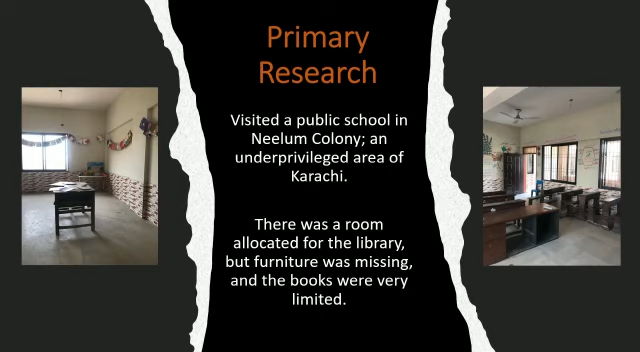 Primary
Research
Visited a public school in
Neelum Colony; an
underprivileged area of
Karachi.
There was a room
allocated for the library,
but furniture was missing,
and the books were very
limited.